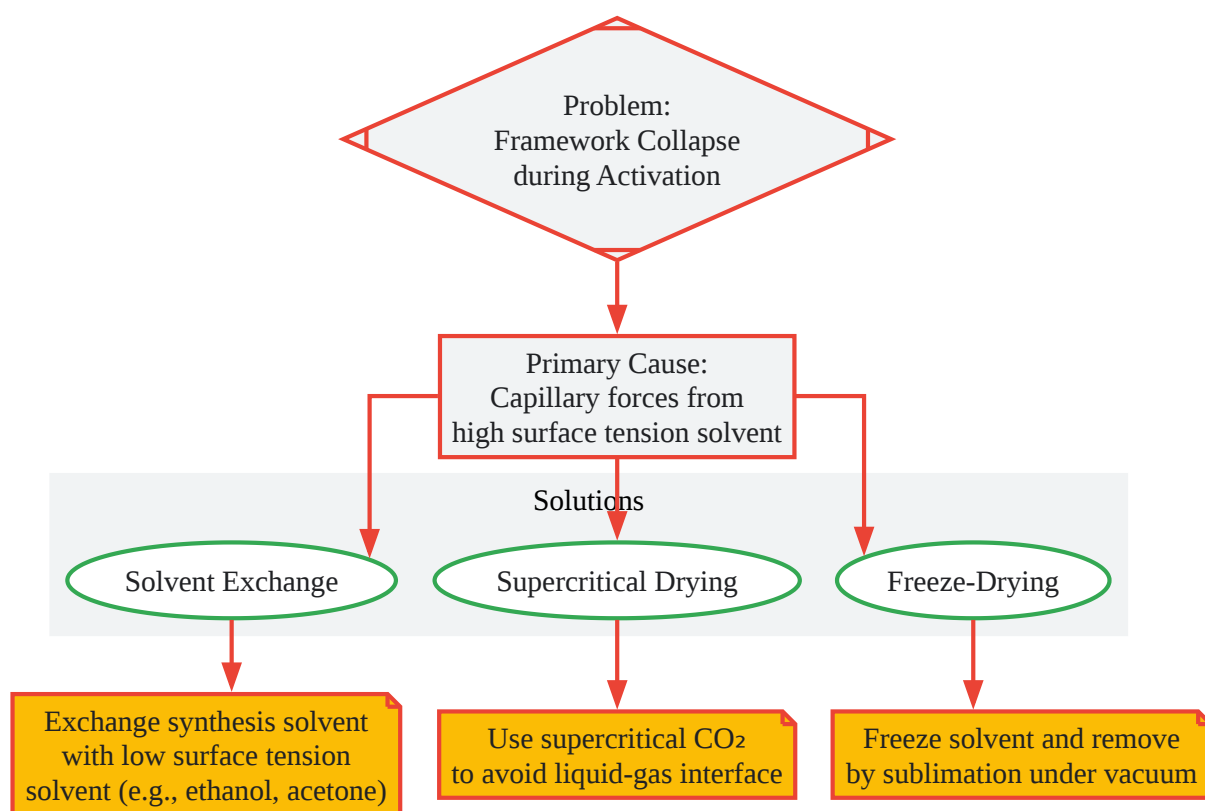 Problem:
Framework Collapse
during Activation
Primary Cause:
Capillary forces from
high surface tension solvent
Solutions
Solvent Exchange
Supercritical Drying
Freeze-Drying
Exchange synthesis solvent
with low surface tension
solvent (e.g., ethanol, acetone)
Use supercritical CO₂
to avoid liquid-gas interface
Freeze solvent and remove
by sublimation under vacuum